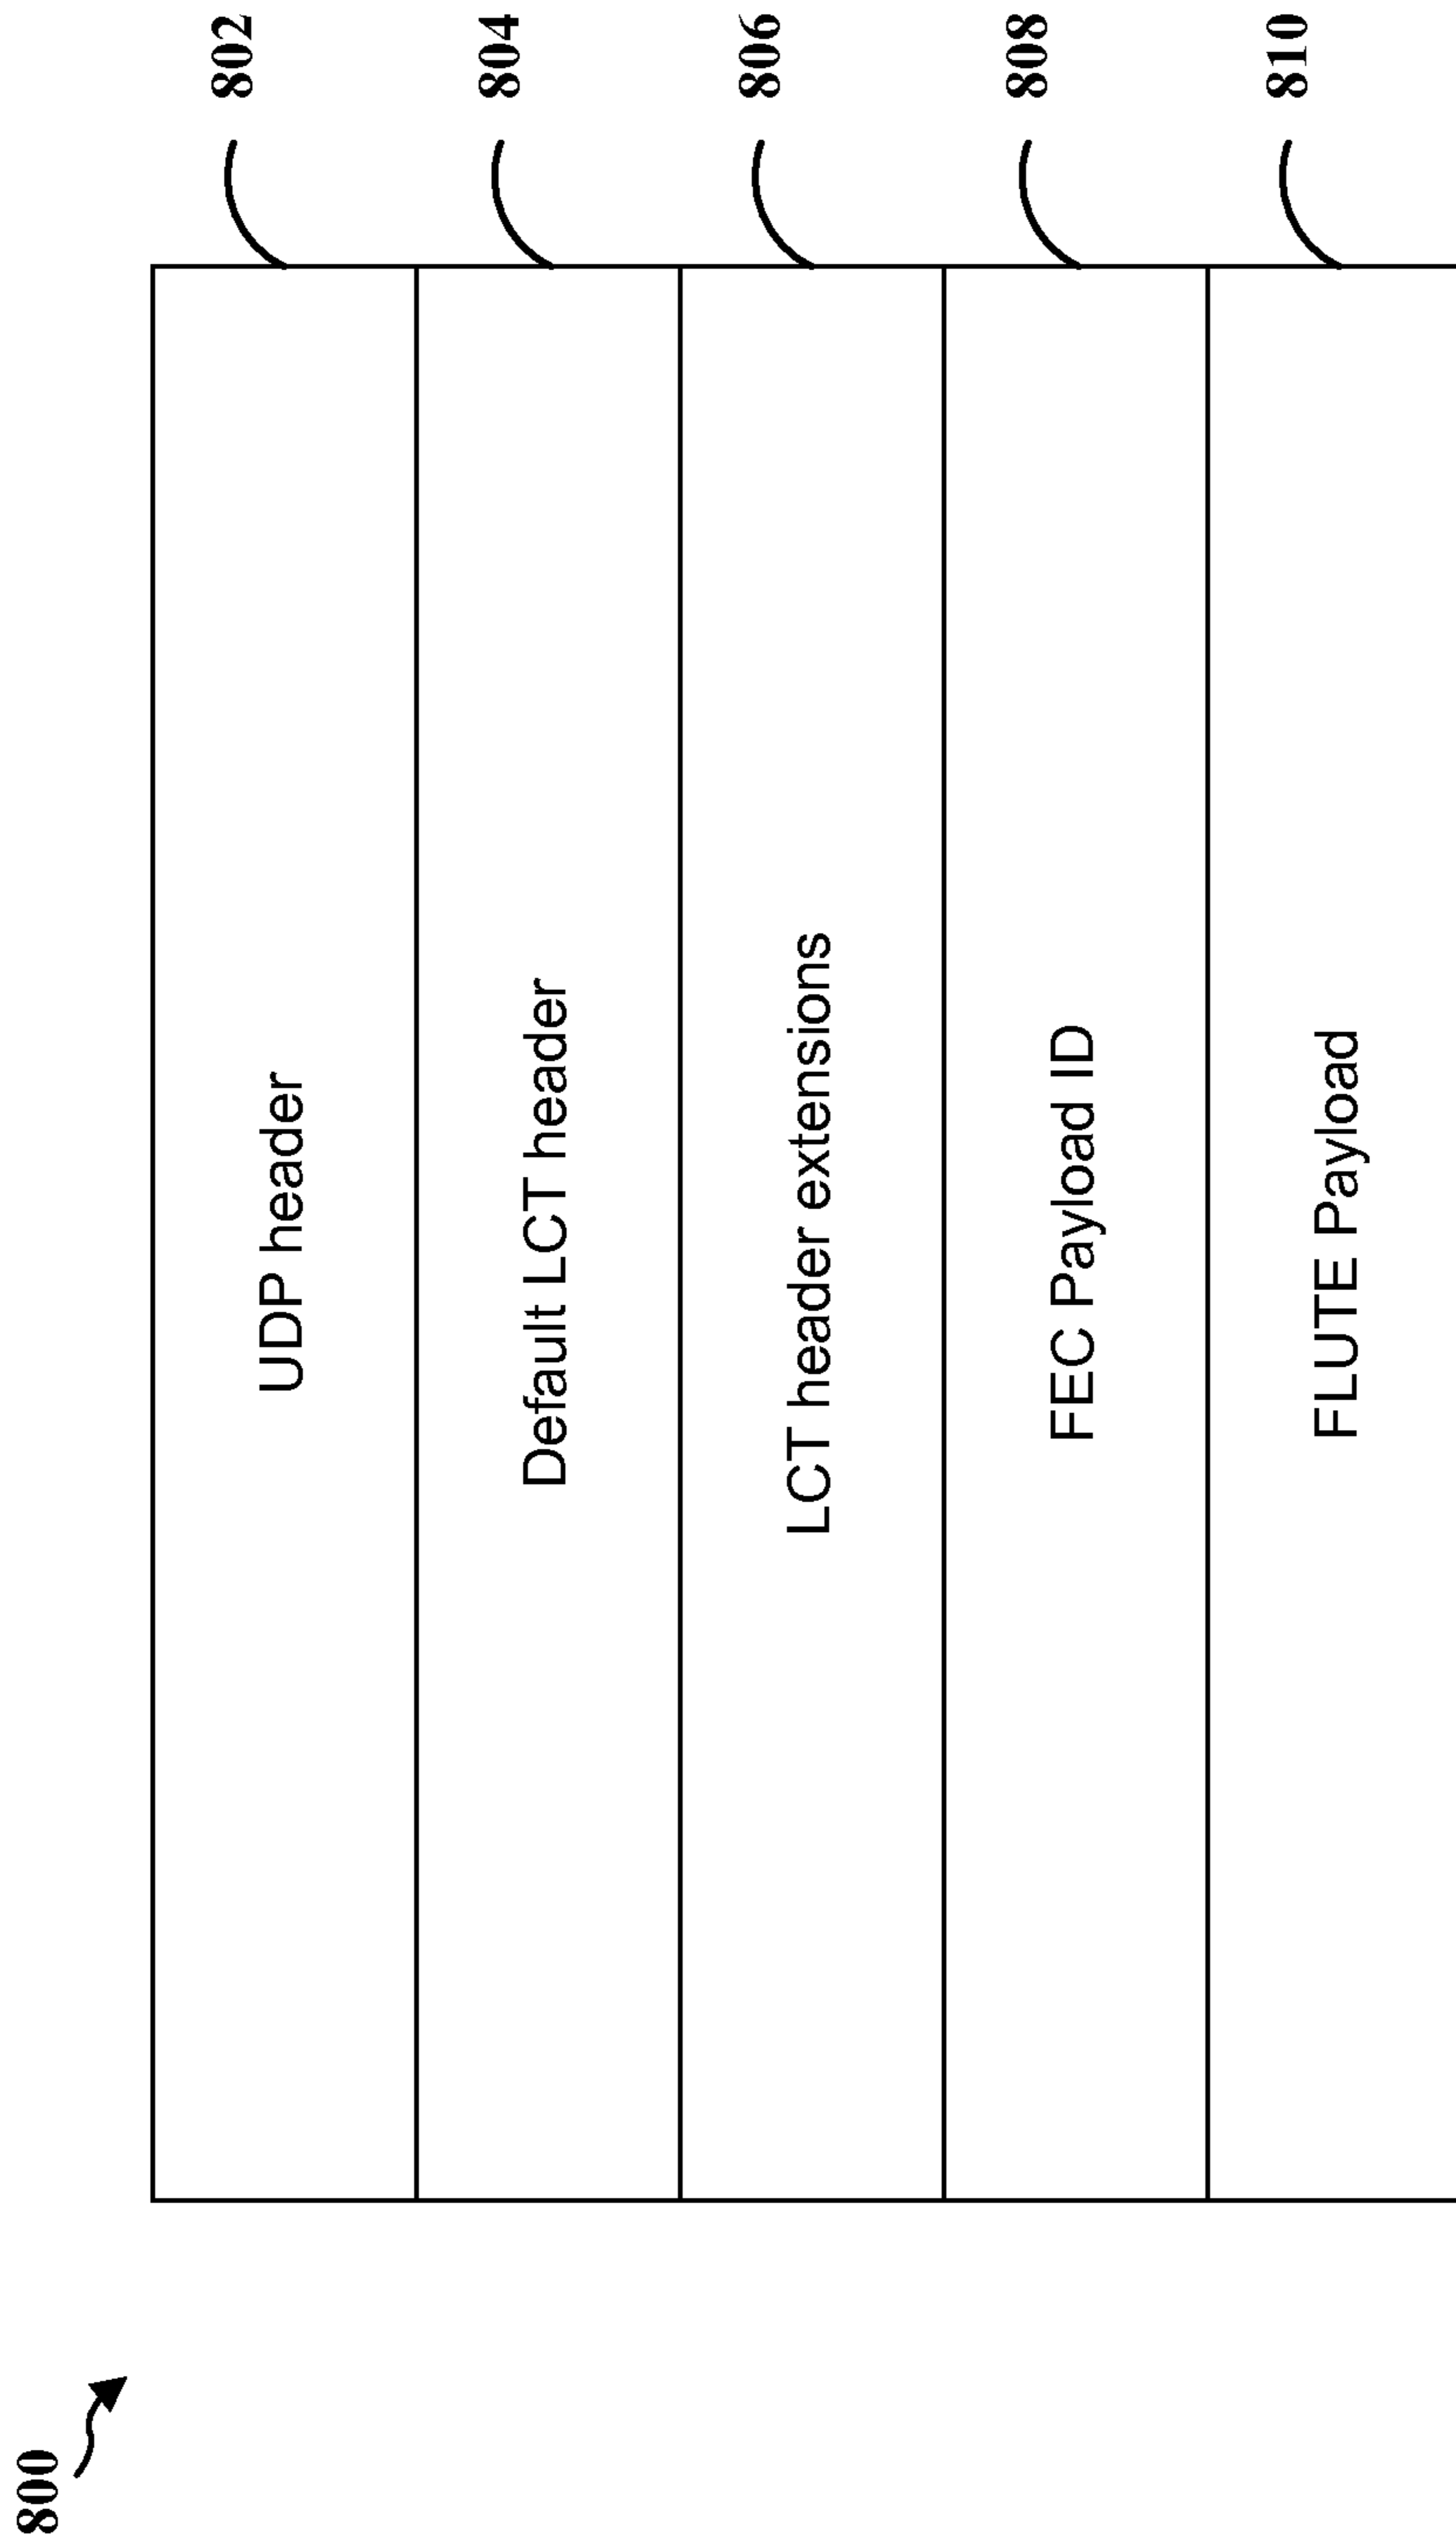 800
UDP header
802
Default LCT header
804
LCT header extensions
806
FEC Payload ID
808
FLUTE Payload
810